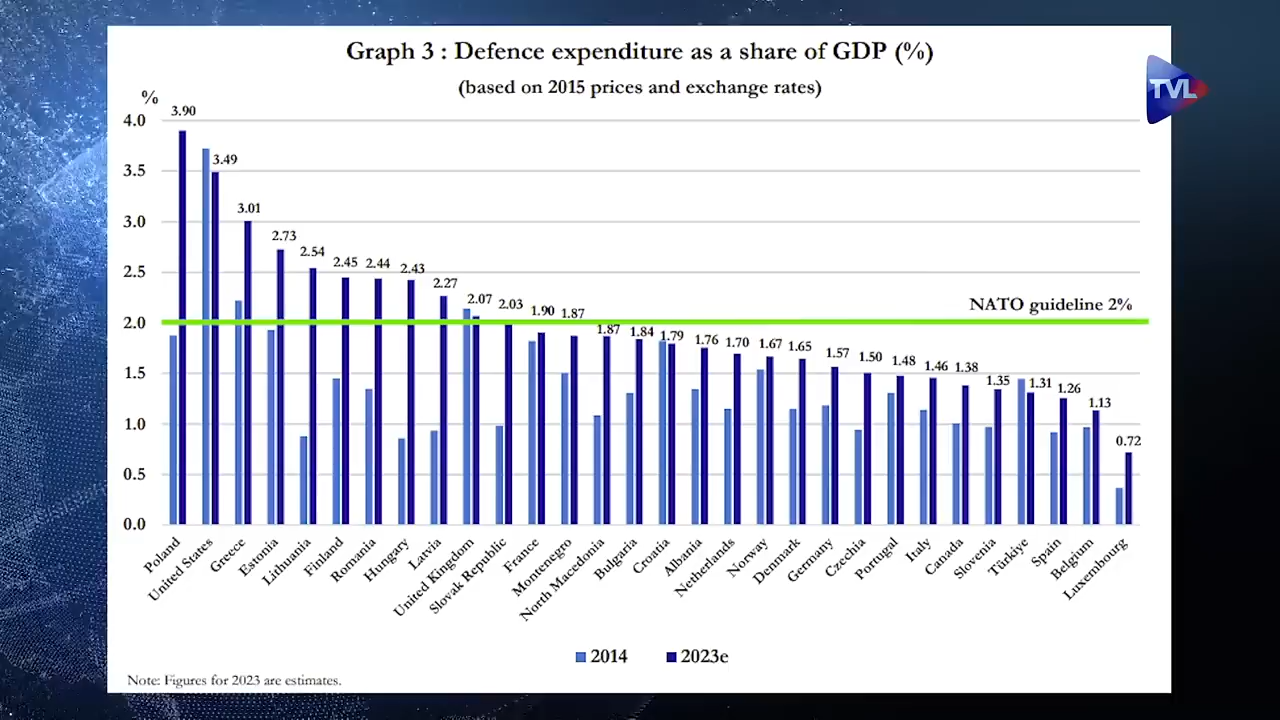 Graph 3 : Defence expenditure as a share of GDP (%)
(based on 2015 prices and exchange rates)
TVL
%
4.0
3.5
3.0
2.5
2.0
1.5
1.0
0.5
0.0
3.90
3.49
3.01
2.73
2.54
2.45
2.44
2.43
2.27
2.07
2.03
1.90
1.87
1.87
1.84
1.79
1.76
1.70
1.67
1.65
1.57
1.50
1.48
1.46
1.38
1.35
1.31
1.26
1.13
0.72
NATO guideline 2%
Poland
United States
Greece
Estonia
Lithuania
Finland
Romania
Hungary
Latvia
United Kingdom
Slovak Republic
France
Montenegro
North Macedonia
Bulgaria
Croatia
Albania
Netherlands
Norway
Denmark
Germany
Czechia
Portugal
Italy
Canada
Slovenia
Türkiye
Spain
Belgium
Luxembourg
2014
2023e
Note: Figures for 2023 are estimates.